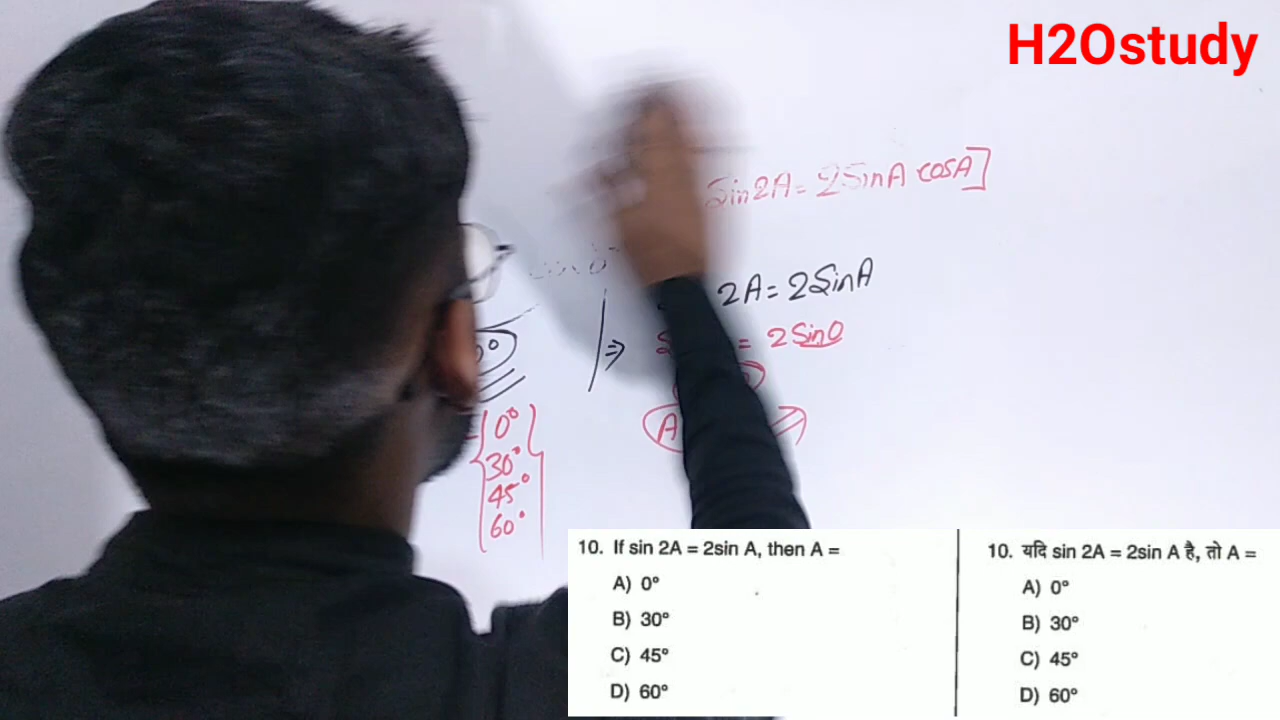 H2Ostudy
Sin2A = 2SinA cosA]
2A = 2SinA
⇒ = 2Sin0
A
0°
30°
45°
60°
10. If sin 2A = 2sin A, then A =
A) 0°
B) 30°
C) 45°
D) 60°
10. यदि sin 2A = 2sin A है, तो A =
A) 0°
B) 30°
C) 45°
D) 60°